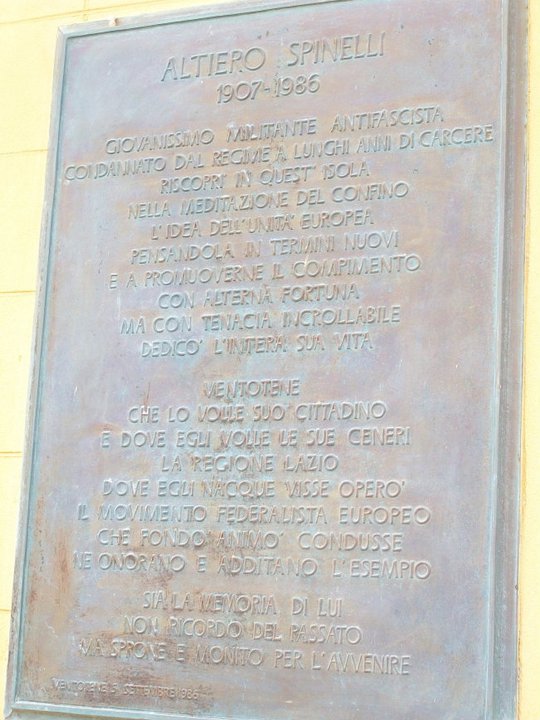 ALTIERO SPINELLI
1907-1986
GIOVANISSIMO MILITANTE ANTIFASCISTA
CONDANNATO DAL REGIME A LUNGHI ANNI DI CARCERE
RISCOPRI' IN QUEST' ISOLA
NELLA MEDITAZIONE DEL CONFINO
L'IDEA DELL'UNITA' EUROPEA
PENSANDOLA IN TERMINI NUOVI
E A PROMUOVERNE IL COMPIMENTO
CON ALTERNA FORTUNA
MA CON TENACIA INCROLLABILE
DEDICO' L'INTERA SUA VITA
VENTOTENE
CHE LO VOLLE SUO CITTADINO
E DOVE EGLI VOLLE LE SUE CENERI
LA REGIONE LAZIO
DOVE EGLI NACQUE VISSE OPERO'
IL MOVIMENTO FEDERALISTA EUROPEO
CHE FONDO' ANIMO' CONDUSSE
NE ONORANO E ADDITANO L'ESEMPIO
SIA LA MEMORIA DI LUI
NON RICORDO DEL PASSATO
MA SPRONE E MONITO PER L'AVVENIRE
VENTOTENE 5 SETTEMBRE 1986